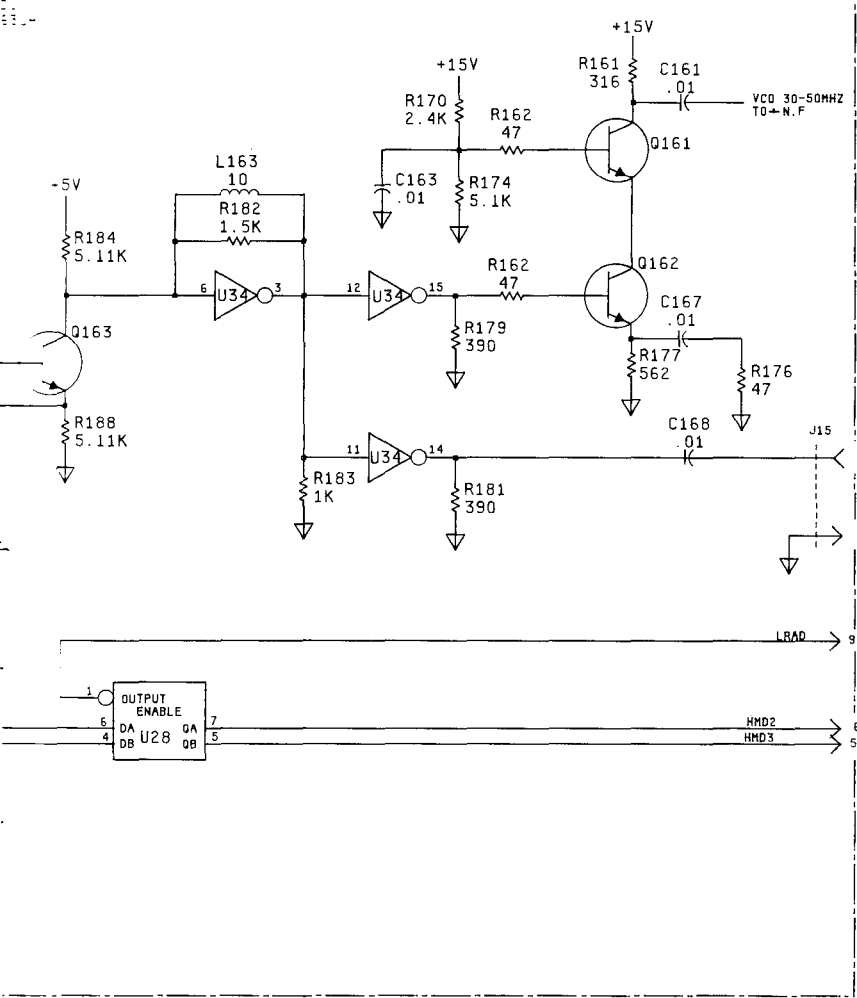 +15V
R161
316
C161
.01
VCO 30-50MHZ
TO ÷ N.F
+15V
R170
2.4K
R162
47
Q161
L163
10
C163
.01
R174
5.1K
+5V
R182
1.5K
R184
5.11K
R162
47
Q162
6 U34 3
12 U34 15
C167
.01
Q163
R179
390
R177
562
R176
47
R188
5.11K
C168
.01
J15
11 U34 14
R183
1K
R181
390
LRAD
9
1
OUTPUT
ENABLE
6 DA QA 7
HMD2
U28
4 DB QB 5
HMD3
5